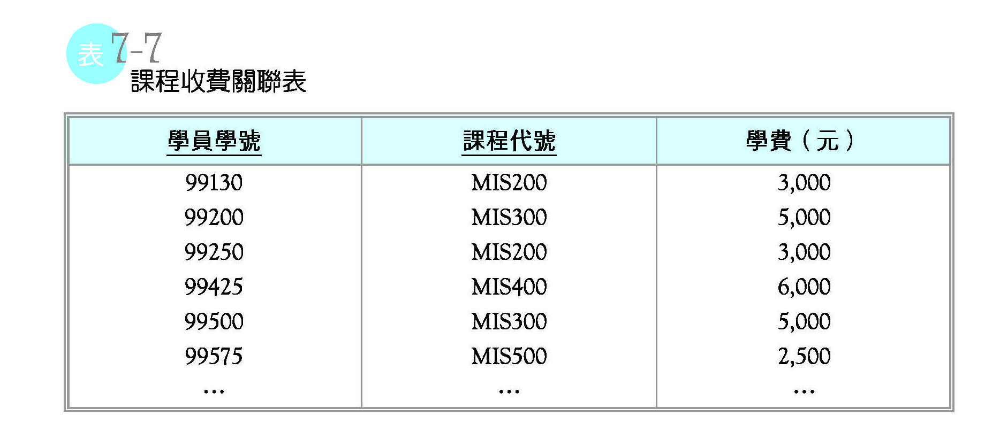 表 7-7
課程收費關聯表
學員學號 課程代號 學費（元）
99130 MIS200 3,000
99200 MIS300 5,000
99250 MIS200 3,000
99425 MIS400 6,000
99500 MIS300 5,000
99575 MIS500 2,500
… … …